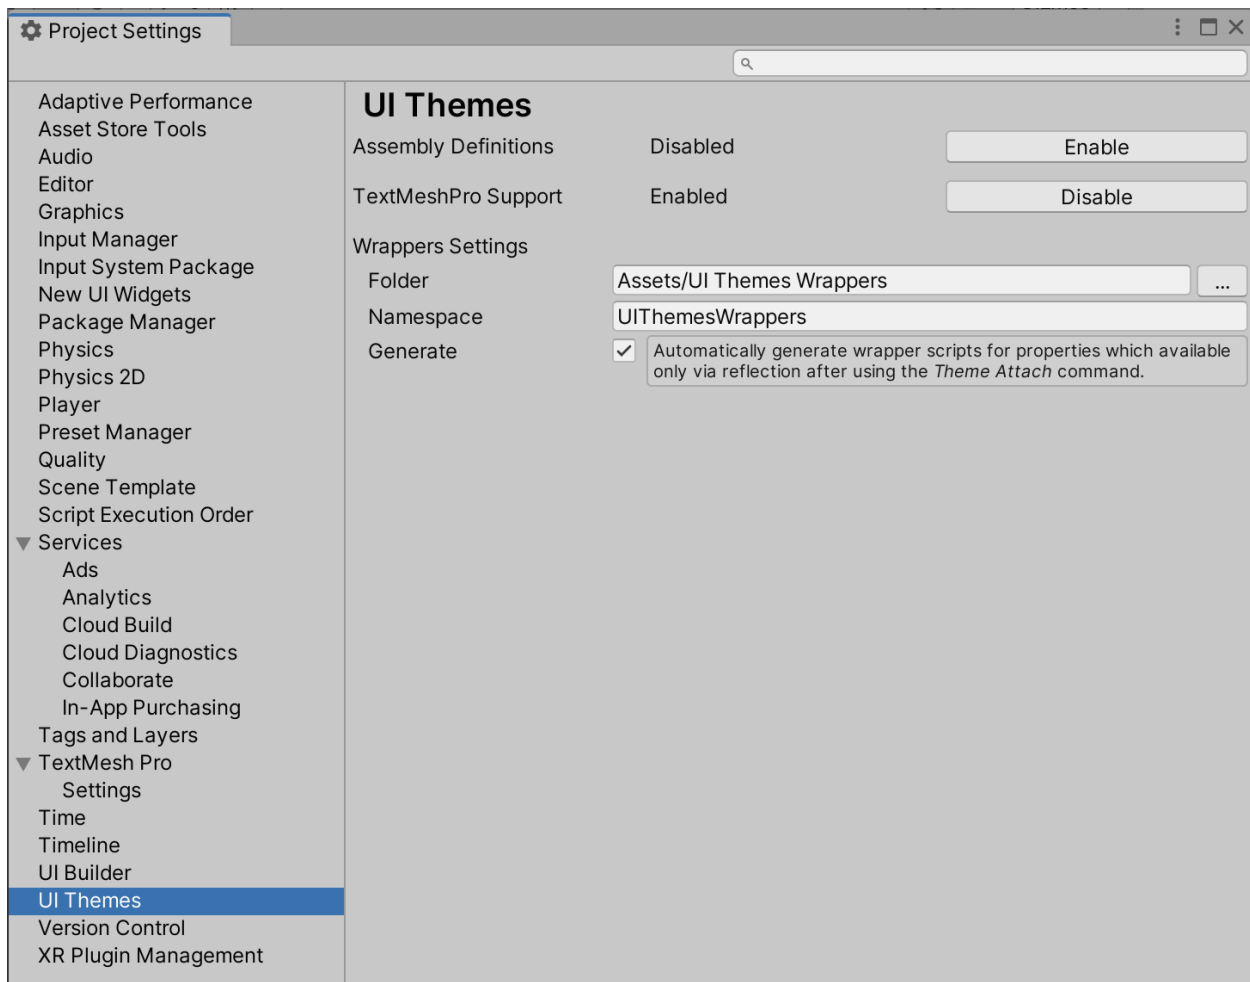 Project Settings
Adaptive Performance
Asset Store Tools
Audio
Editor
Graphics
Input Manager
Input System Package
New UI Widgets
Package Manager
Physics
Physics 2D
Player
Preset Manager
Quality
Scene Template
Script Execution Order
Services
Ads
Analytics
Cloud Build
Cloud Diagnostics
Collaborate
In-App Purchasing
Tags and Layers
TextMesh Pro
Settings
Time
Timeline
UI Builder
UI Themes
Version Control
XR Plugin Management
UI Themes
Assembly Definitions Disabled Enable
TextMeshPro Support Enabled Disable
Wrappers Settings
Folder Assets/UI Themes Wrappers ...
Namespace UIThemesWrappers
Generate Automatically generate wrapper scripts for properties which available
only via reflection after using the Theme Attach command.